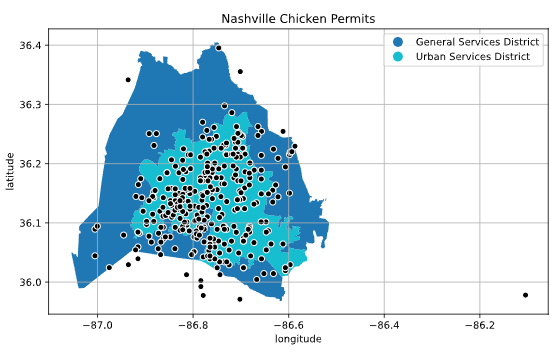 Nashville Chicken Permits
General Services District
Urban Services District
36.4
36.3
36.2
36.1
36.0
latitude
−87.0 −86.8 −86.6 −86.4 −86.2
longitude